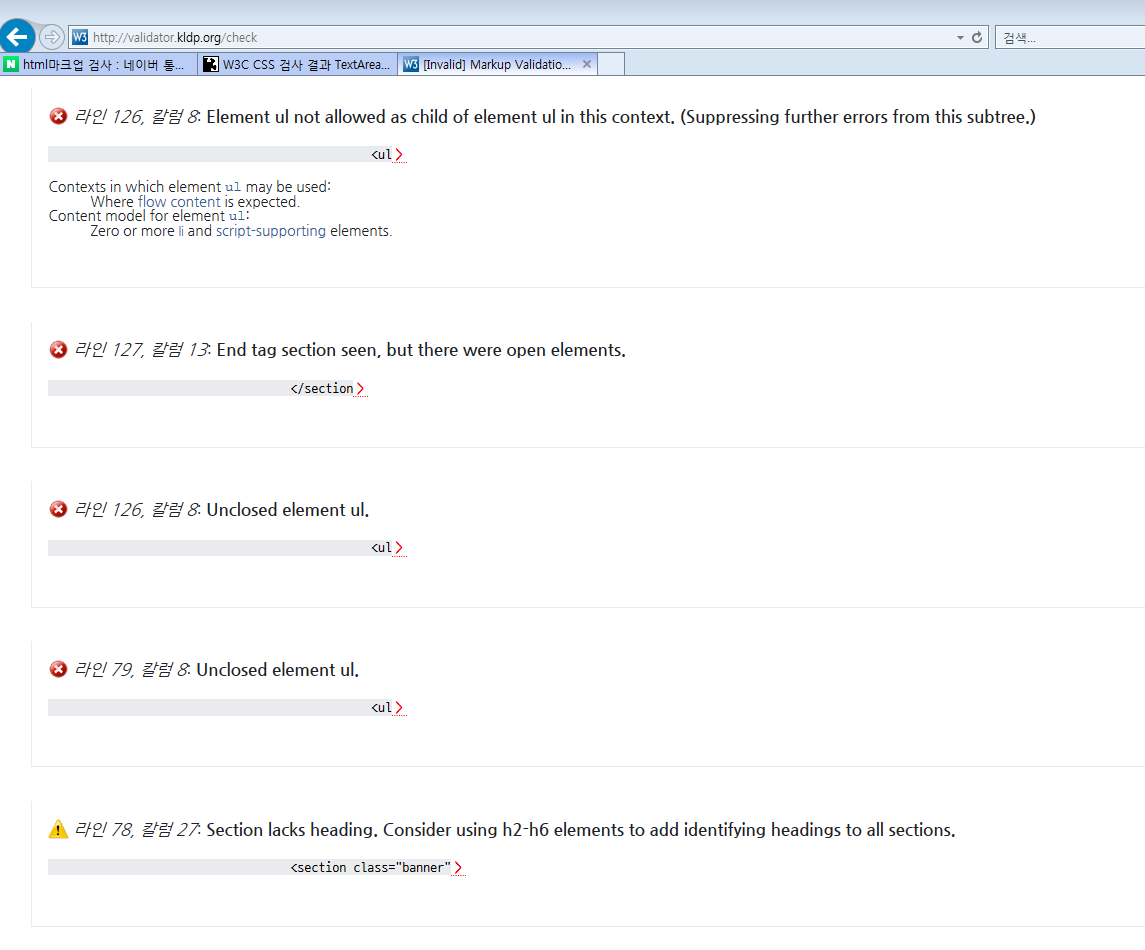 W3 http://validator.kldp.org/check
검색...
N html마크업 검사 : 네이버 통...
W3C CSS 검사 결과 TextArea...
W3 [Invalid] Markup Validatio...
라인 126, 칼럼 8: Element ul not allowed as child of element ul in this context. (Suppressing further errors from this subtree.)
<ul>
Contexts in which element ul may be used:
Where flow content is expected.
Content model for element ul:
Zero or more li and script-supporting elements.
라인 127, 칼럼 13: End tag section seen, but there were open elements.
</section>
라인 126, 칼럼 8: Unclosed element ul.
<ul>
라인 79, 칼럼 8: Unclosed element ul.
<ul>
라인 78, 칼럼 27: Section lacks heading. Consider using h2-h6 elements to add identifying headings to all sections.
<section class="banner">